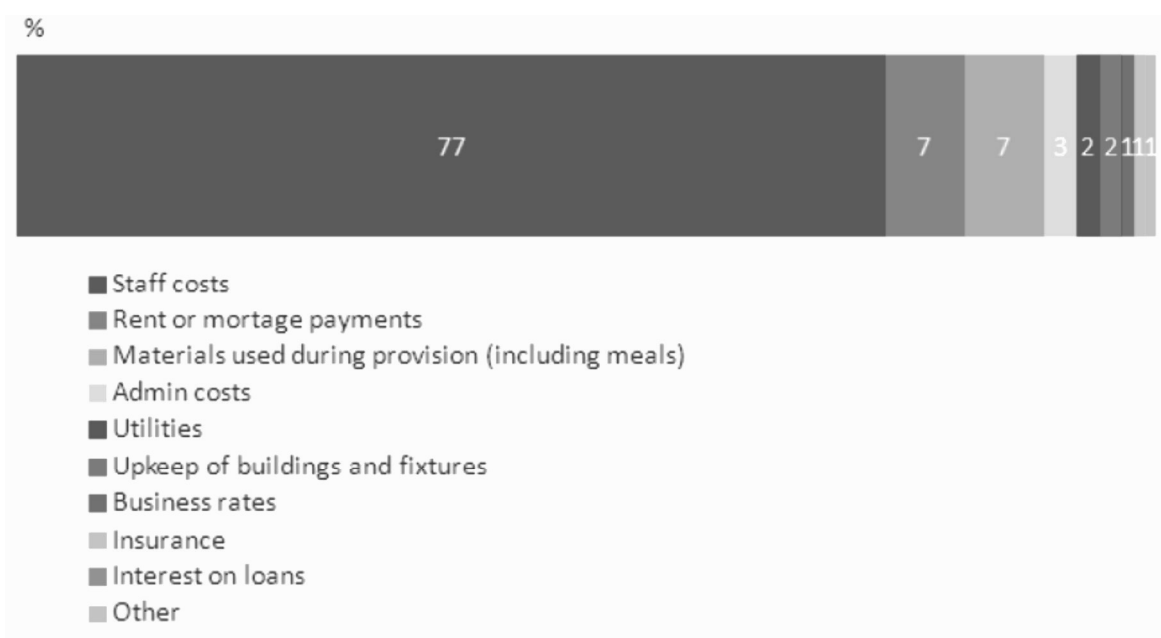 %
77 7 7 3 2 2 1 1 1
Staff costs
Rent or mortage payments
Materials used during provision (including meals)
Admin costs
Utilities
Upkeep of buildings and fixtures
Business rates
Insurance
Interest on loans
Other